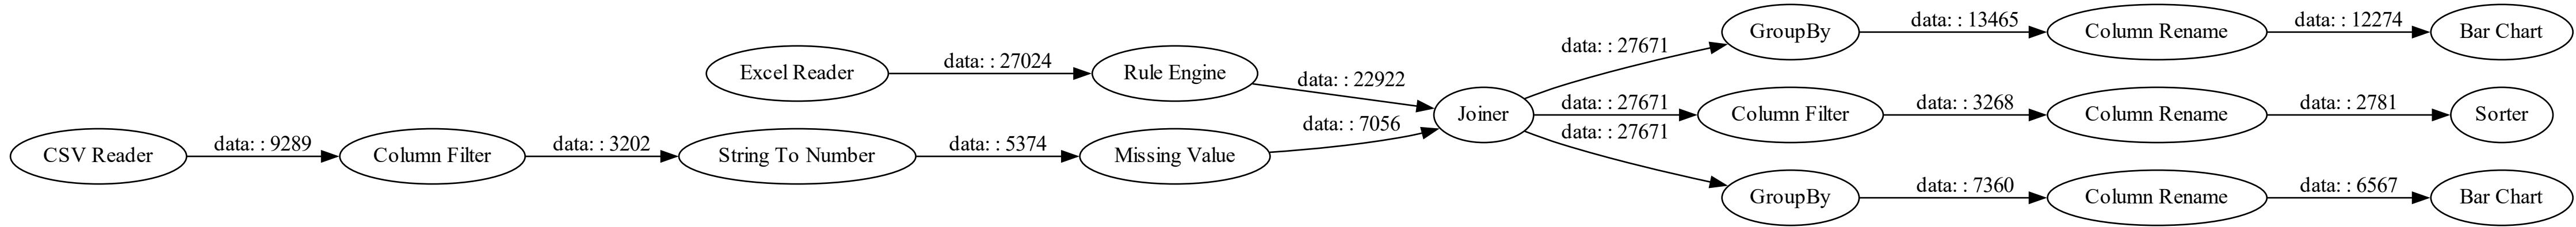 CSV Reader
data: : 9289
Column Filter
data: : 3202
String To Number
data: : 5374
Missing Value
data: : 7056
Excel Reader
data: : 27024
Rule Engine
data: : 22922
Joiner
data: : 27671
GroupBy
data: : 13465
Column Rename
data: : 12274
Bar Chart
data: : 27671
Column Filter
data: : 3268
Column Rename
data: : 2781
Sorter
data: : 27671
GroupBy
data: : 7360
Column Rename
data: : 6567
Bar Chart